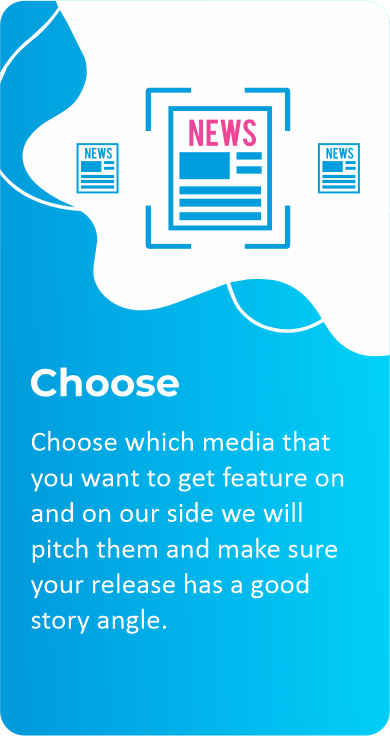 NEWS
NEWS
NEWS
Choose
Choose which media that
you want to get feature on
and on our side we will
pitch them and make sure
your release has a good
story angle.